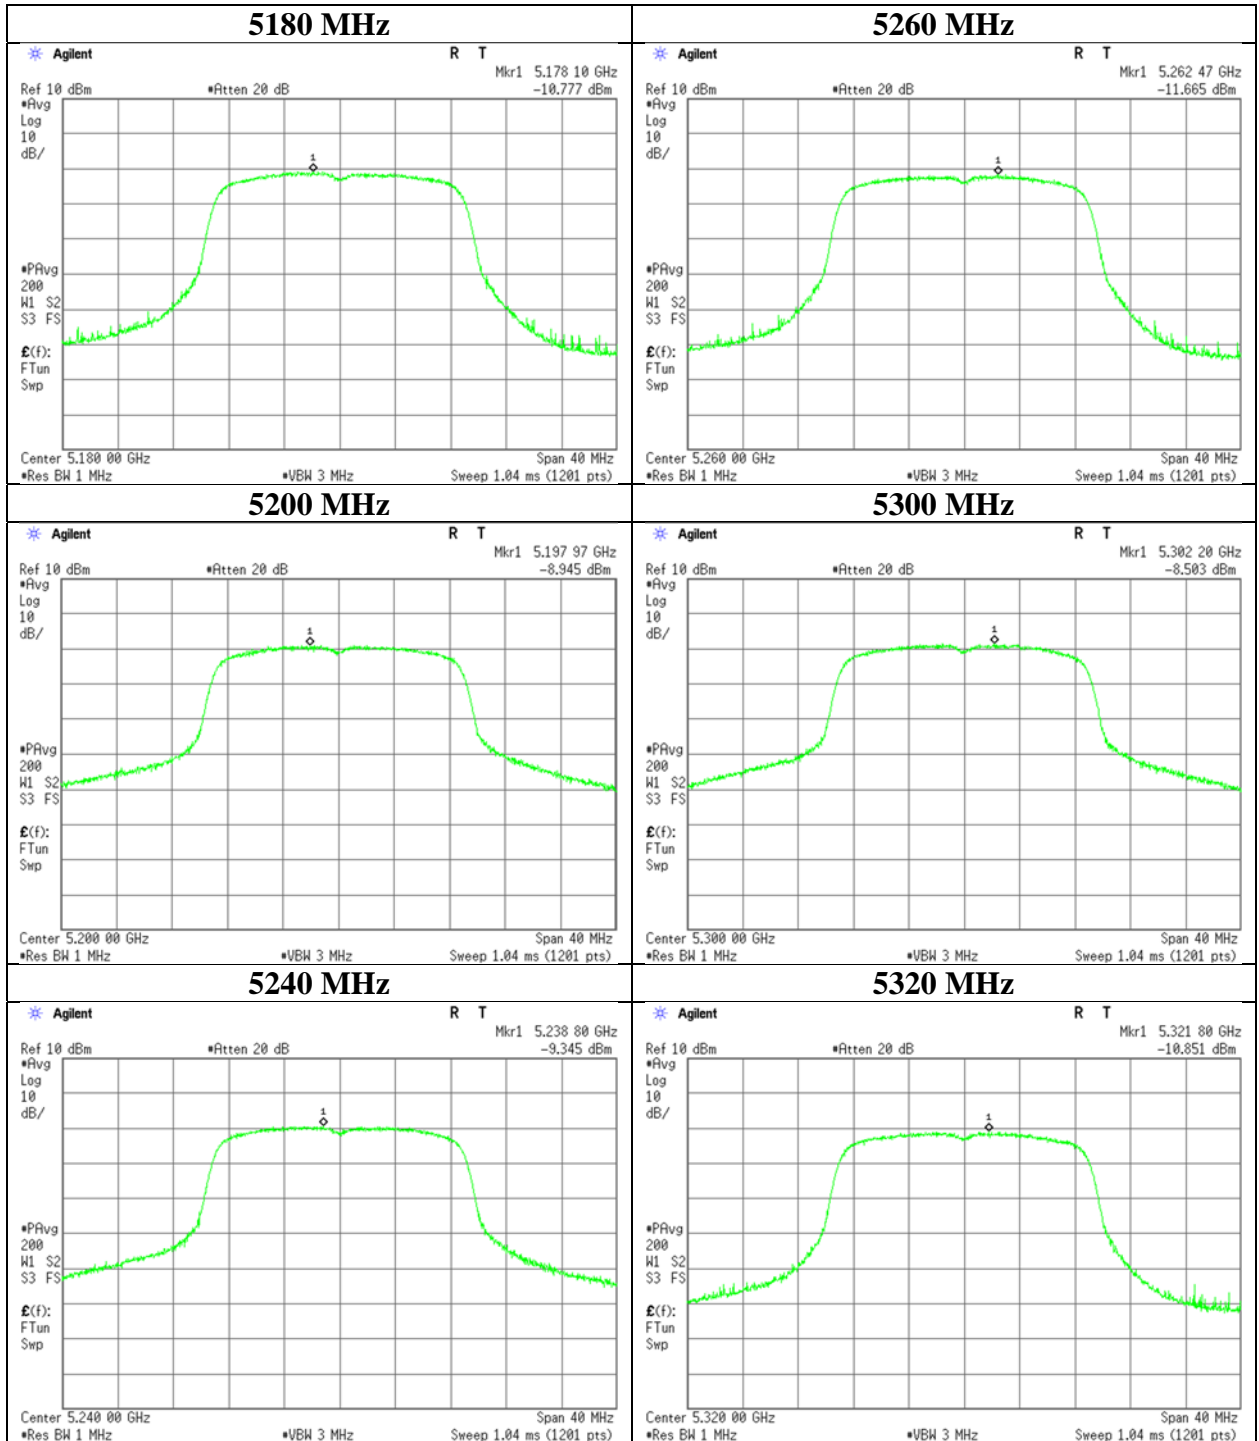 5180 MHz
Agilent
R T
Mkr1 5.178 10 GHz
Ref 10 dBm
*Atten 20 dB
-10.777 dBm
*Avg
Log
10
dB/
1
*PAvg
200
W1 S2
S3 FS
£(f):
FTun
Swp
Center 5.180 00 GHz
Span 40 MHz
*Res BW 1 MHz
*VBW 3 MHz
Sweep 1.04 ms (1201 pts)
5260 MHz
Agilent
R T
Mkr1 5.262 47 GHz
Ref 10 dBm
*Atten 20 dB
-11.665 dBm
*Avg
Log
10
dB/
1
*PAvg
200
W1 S2
S3 FS
£(f):
FTun
Swp
Center 5.260 00 GHz
Span 40 MHz
*Res BW 1 MHz
*VBW 3 MHz
Sweep 1.04 ms (1201 pts)
5200 MHz
Agilent
R T
Mkr1 5.197 97 GHz
Ref 10 dBm
*Atten 20 dB
-8.945 dBm
*Avg
Log
10
dB/
1
*PAvg
200
W1 S2
S3 FS
£(f):
FTun
Swp
Center 5.200 00 GHz
Span 40 MHz
*Res BW 1 MHz
*VBW 3 MHz
Sweep 1.04 ms (1201 pts)
5300 MHz
Agilent
R T
Mkr1 5.302 20 GHz
Ref 10 dBm
*Atten 20 dB
-8.503 dBm
*Avg
Log
10
dB/
1
*PAvg
200
W1 S2
S3 FS
£(f):
FTun
Swp
Center 5.300 00 GHz
Span 40 MHz
*Res BW 1 MHz
*VBW 3 MHz
Sweep 1.04 ms (1201 pts)
5240 MHz
Agilent
R T
Mkr1 5.238 80 GHz
Ref 10 dBm
*Atten 20 dB
-9.345 dBm
*Avg
Log
10
dB/
1
*PAvg
200
W1 S2
S3 FS
£(f):
FTun
Swp
Center 5.240 00 GHz
Span 40 MHz
*Res BW 1 MHz
*VBW 3 MHz
Sweep 1.04 ms (1201 pts)
5320 MHz
Agilent
R T
Mkr1 5.321 80 GHz
Ref 10 dBm
*Atten 20 dB
-10.851 dBm
*Avg
Log
10
dB/
1
*PAvg
200
W1 S2
S3 FS
£(f):
FTun
Swp
Center 5.320 00 GHz
Span 40 MHz
*Res BW 1 MHz
*VBW 3 MHz
Sweep 1.04 ms (1201 pts)